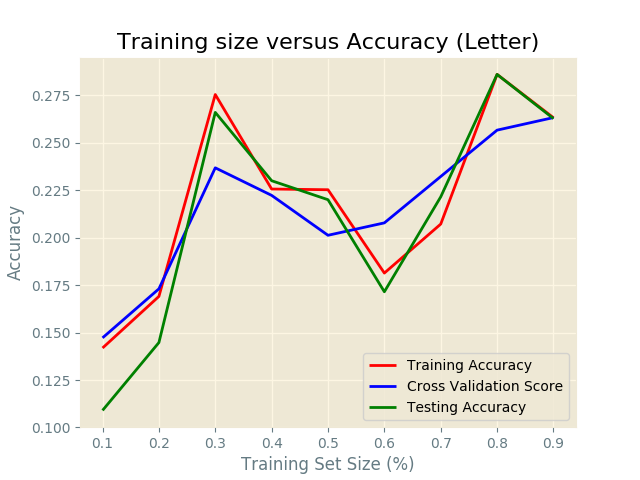 Training size versus Accuracy (Letter)
Accuracy
0.275
0.250
0.225
0.200
0.175
0.150
0.125
0.100
Training Accuracy
Cross Validation Score
Testing Accuracy
0.1 0.2 0.3 0.4 0.5 0.6 0.7 0.8 0.9
Training Set Size (%)